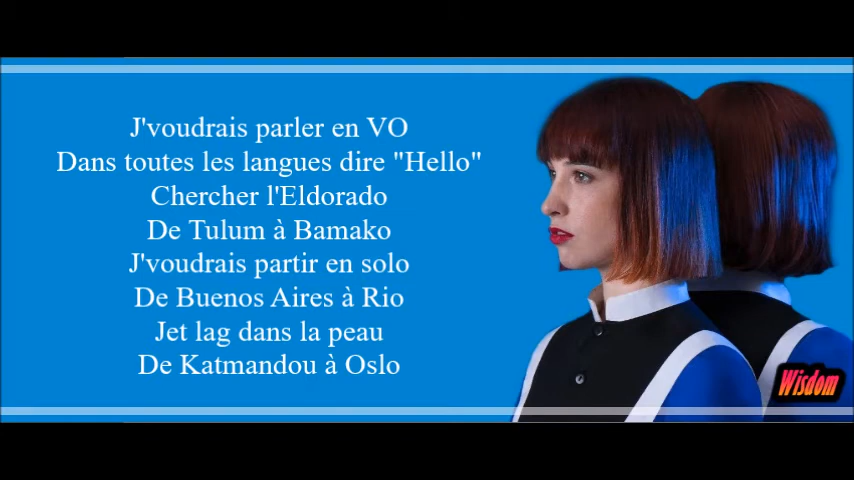 J'voudrais parler en VO
Dans toutes les langues dire "Hello"
Chercher l'Eldorado
De Tulum à Bamako
J'voudrais partir en solo
De Buenos Aires à Rio
Jet lag dans la peau
De Katmandou à Oslo
Wisdom